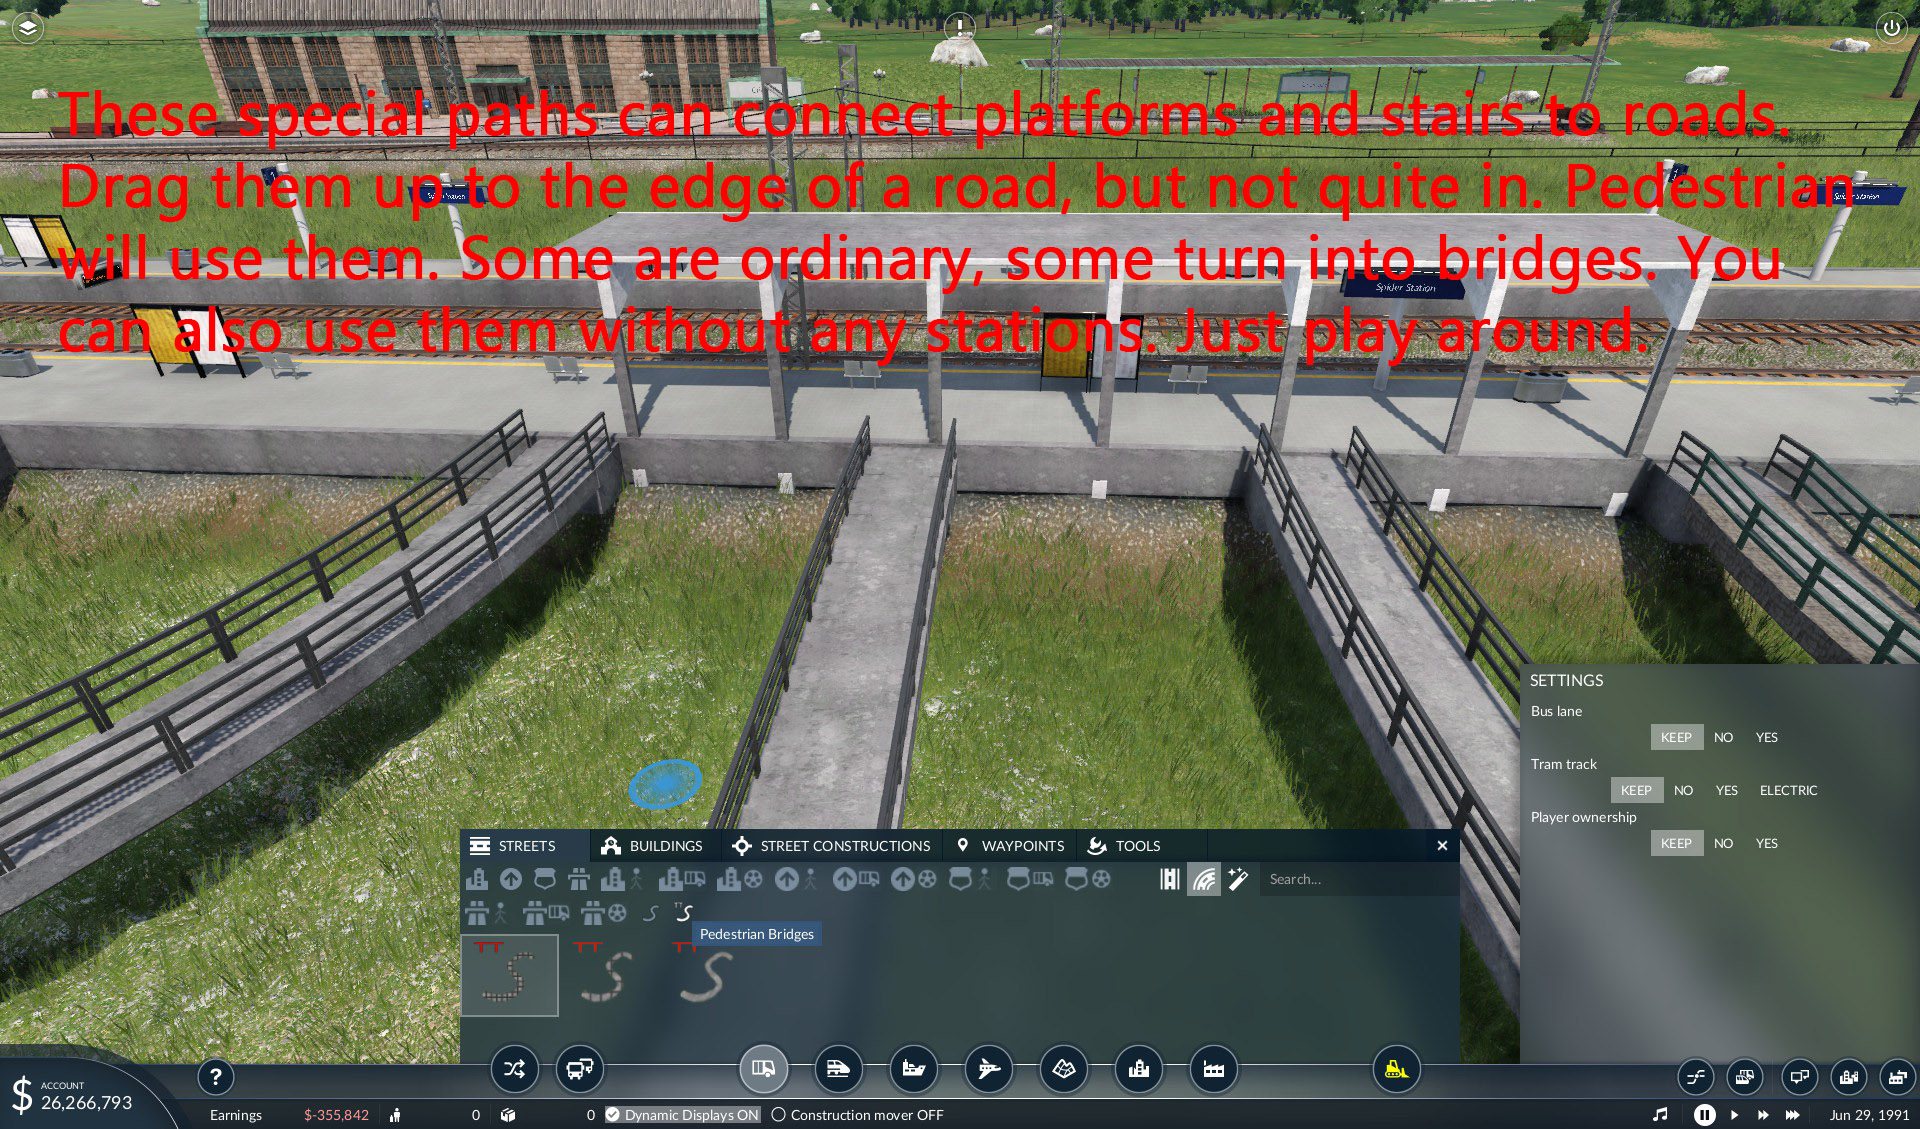 These special paths can connect platforms and stairs to roads.
Drag them up to the edge of a road, but not quite in. Pedestrian
will use them. Some are ordinary, some turn into bridges. You
can also use them without any stations. Just play around.
Spider Station
Spider Station
SETTINGS
Bus lane
KEEP NO YES
Tram track
KEEP NO YES ELECTRIC
Player ownership
KEEP NO YES
STREETS BUILDINGS STREET CONSTRUCTIONS WAYPOINTS TOOLS
Search...
Pedestrian Bridges
?
$ ACCOUNT
26,266,793
Earnings $-355,842 0 0 Dynamic Displays ON Construction mover OFF
Jun 29, 1991